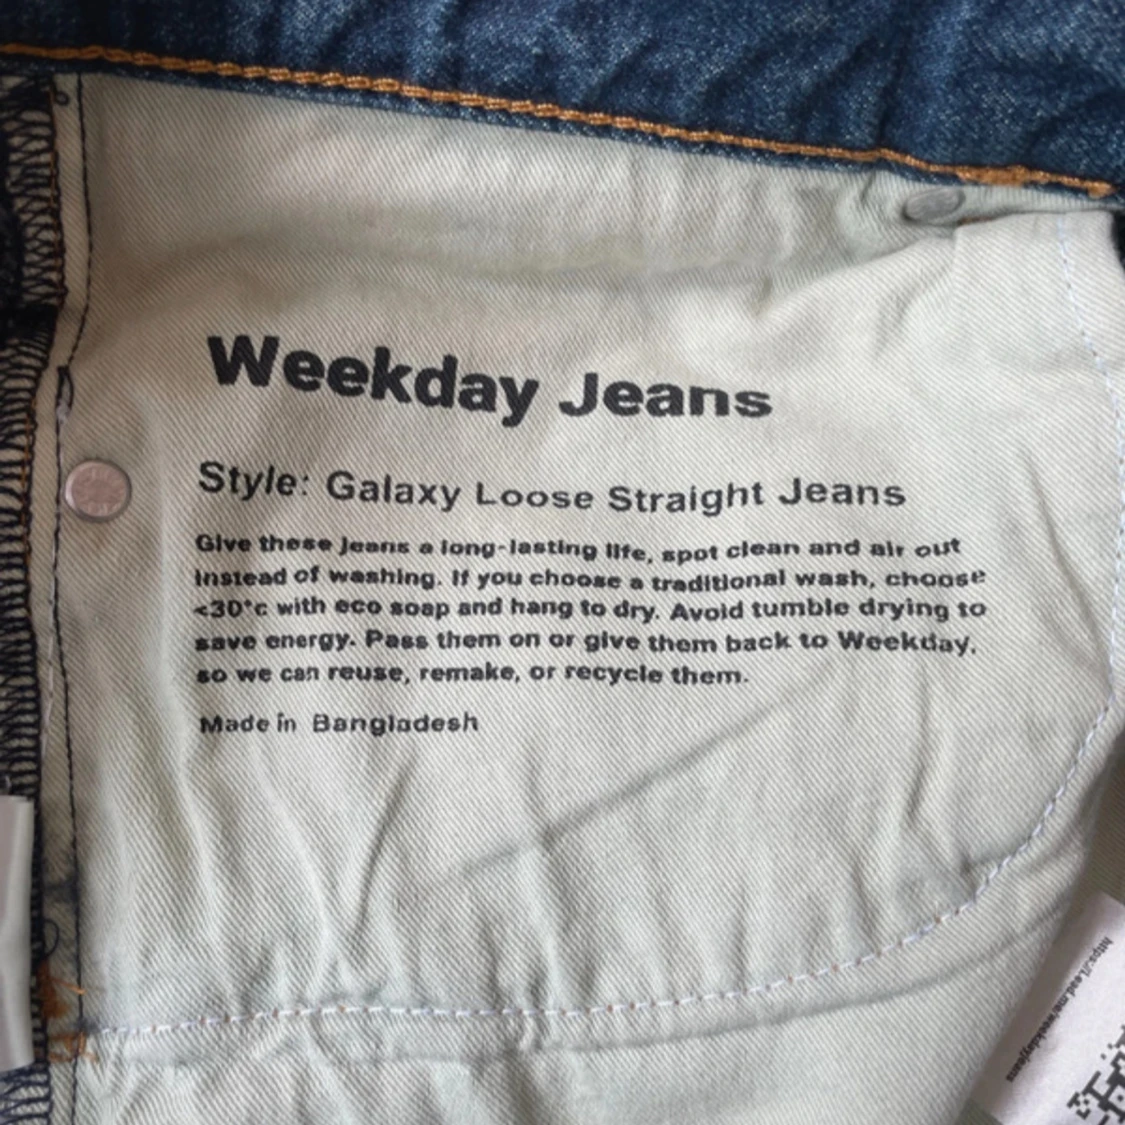 Weekday Jeans
Style: Galaxy Loose Straight Jeans
Give these jeans a long-lasting life, spot clean and air out
instead of washing. If you choose a traditional wash, choose
<30°c with eco soap and hang to dry. Avoid tumble drying to
save energy. Pass them on or give them back to Weekday,
so we can reuse, remake, or recycle them.
Made in Bangladesh